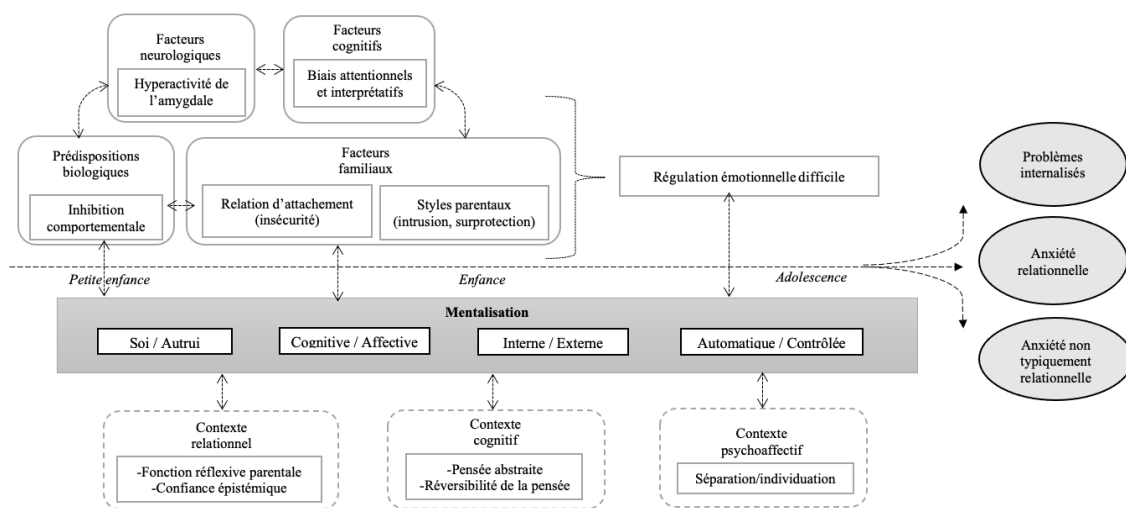 Facteurs
neurologiques
Hyperactivité de
l'amygdale
Facteurs
cognitifs
Biais attentionnels
et interprétatifs
Prédispositions
biologiques
Inhibition
comportementale
Facteurs
familiaux
Relation d'attachement
(insécurité)
Styles parentaux
(intrusion, surprotection)
Régulation émotionnelle difficile
Problèmes
internalisés
Anxiété
relationnelle
Anxiété non
typiquement
relationnelle
Petite enfance
Enfance
Adolescence
Mentalisation
Soi / Autrui
Cognitive / Affective
Interne / Externe
Automatique / Contrôlée
Contexte
relationnel
-Fonction réflexive parentale
-Confiance épistémique
Contexte
cognitif
-Pensée abstraite
-Réversibilité de la pensée
Contexte
psychoaffectif
Séparation/individuation